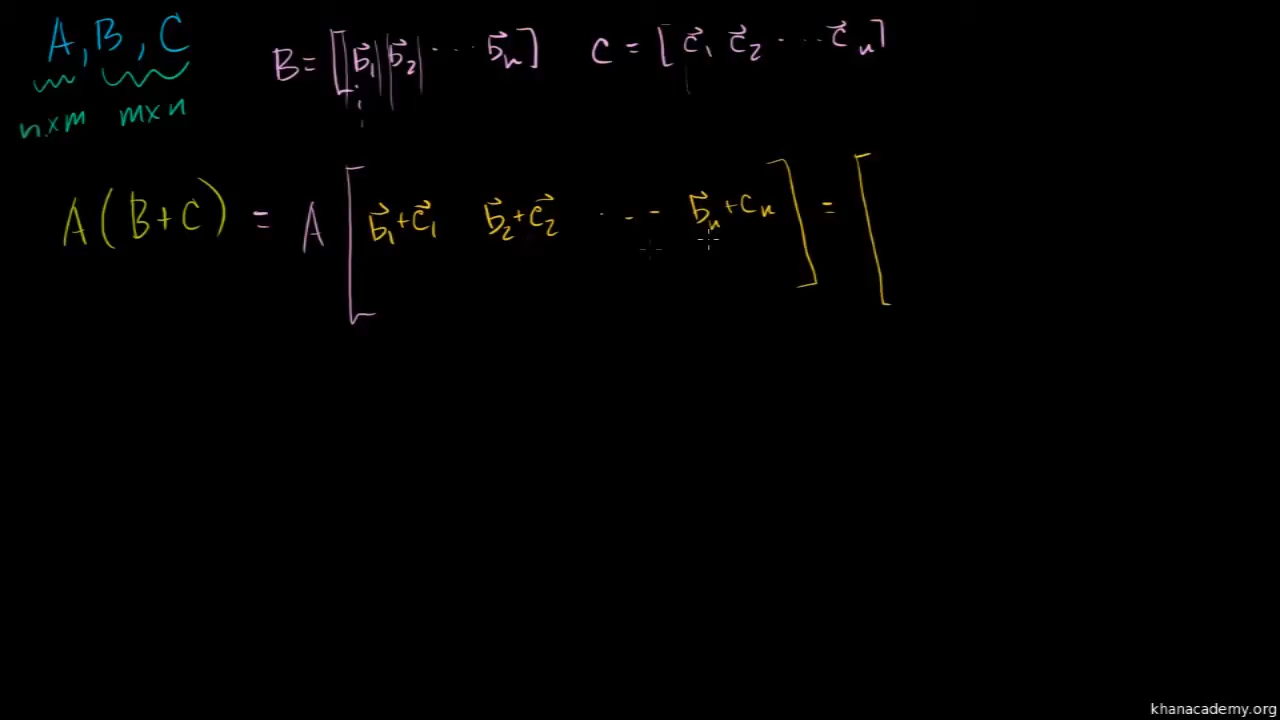 A, B, C B = [b⃗₁ b⃗₂ ... b⃗ₙ] C = [c⃗₁ c⃗₂ ... c⃗ₙ]
n×m m×n
A(B+C) = A [b⃗₁+c⃗₁ b⃗₂+c⃗₂ ... b⃗ₙ+cₙ] = [
khanacademy.org